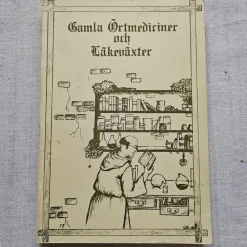 Gamla Örtmediciner
och
Läkeväxter